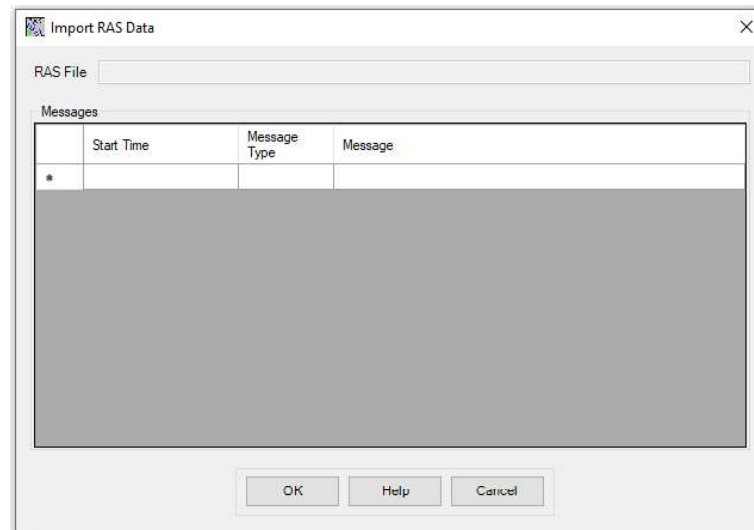 Import RAS Data
RAS File
Messages
Start Time
Message
Type
Message
*
OK
Help
Cancel